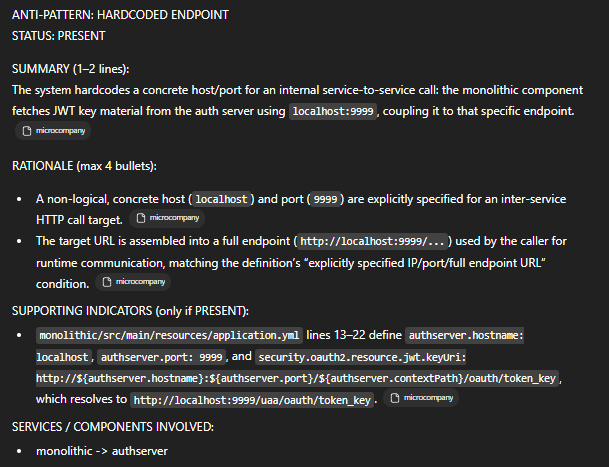 ANTI-PATTERN: HARDCODED ENDPOINT
STATUS: PRESENT
SUMMARY (1–2 lines):
The system hardcodes a concrete host/port for an internal service-to-service call: the monolithic component
fetches JWT key material from the auth server using localhost:9999, coupling it to that specific endpoint.
microcompany
RATIONALE (max 4 bullets):
• A non-logical, concrete host (localhost) and port (9999) are explicitly specified for an inter-service
HTTP call target. microcompany
• The target URL is assembled into a full endpoint (http://localhost:9999/...) used by the caller for
runtime communication, matching the definition’s “explicitly specified IP/port/full endpoint URL”
condition. microcompany
SUPPORTING INDICATORS (only if PRESENT):
• monolithic/src/main/resources/application.yml lines 13–22 define authserver.hostname:
localhost, authserver.port: 9999, and security.oauth2.resource.jwt.keyUri:
http://${authserver.hostname}:${authserver.port}/${authserver.contextPath}/oauth/token_key,
which resolves to http://localhost:9999/uaa/oauth/token_key. microcompany
SERVICES / COMPONENTS INVOLVED:
• monolithic -> authserver